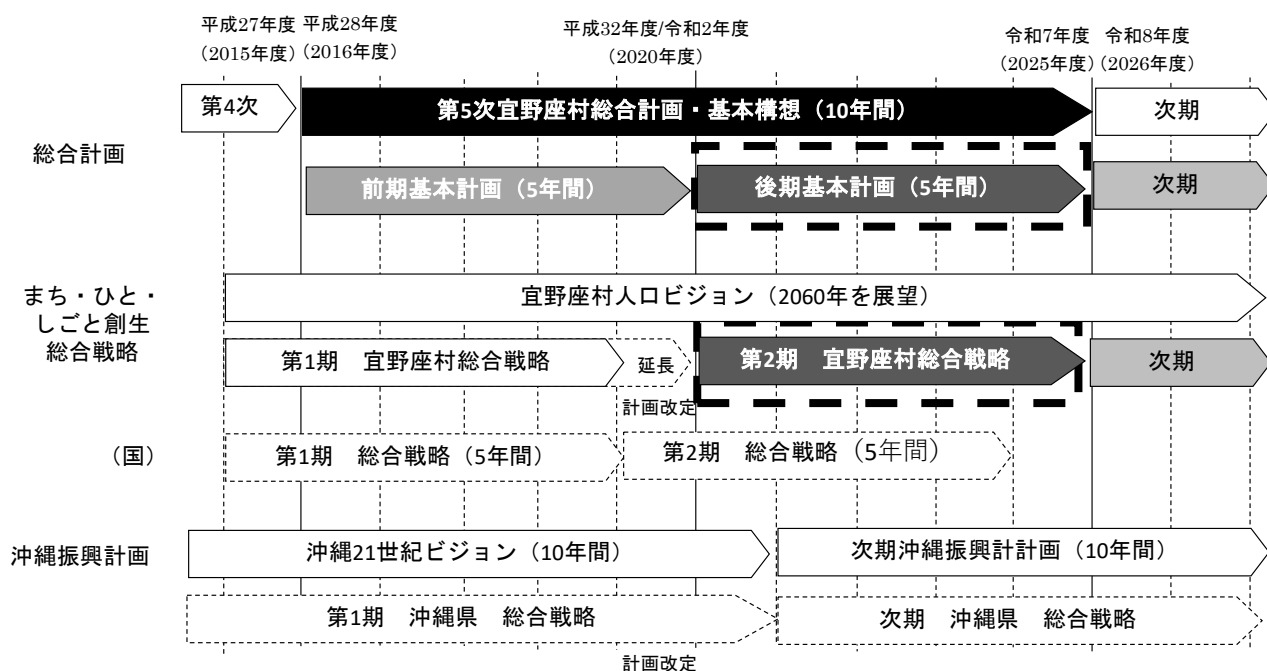 平成27年度
(2015年度)
平成28年度
(2016年度)
平成32年度/令和2年度
(2020年度)
令和7年度
(2025年度)
令和8年度
(2026年度)
総合計画
第4次
第5次宜野座村総合計画・基本構想（10年間）
次期
前期基本計画（5年間）
後期基本計画（5年間）
次期
まち・ひと・
しごと創生
総合戦略
宜野座村人口ビジョン（2060年を展望）
第1期　宜野座村総合戦略
延長
第2期　宜野座村総合戦略
次期
計画改定
（国）
第1期　総合戦略（5年間）
第2期　総合戦略（5年間）
沖縄振興計画
沖縄21世紀ビジョン（10年間）
次期沖縄振興計計画（10年間）
第1期　沖縄県　総合戦略
次期　沖縄県　総合戦略
計画改定